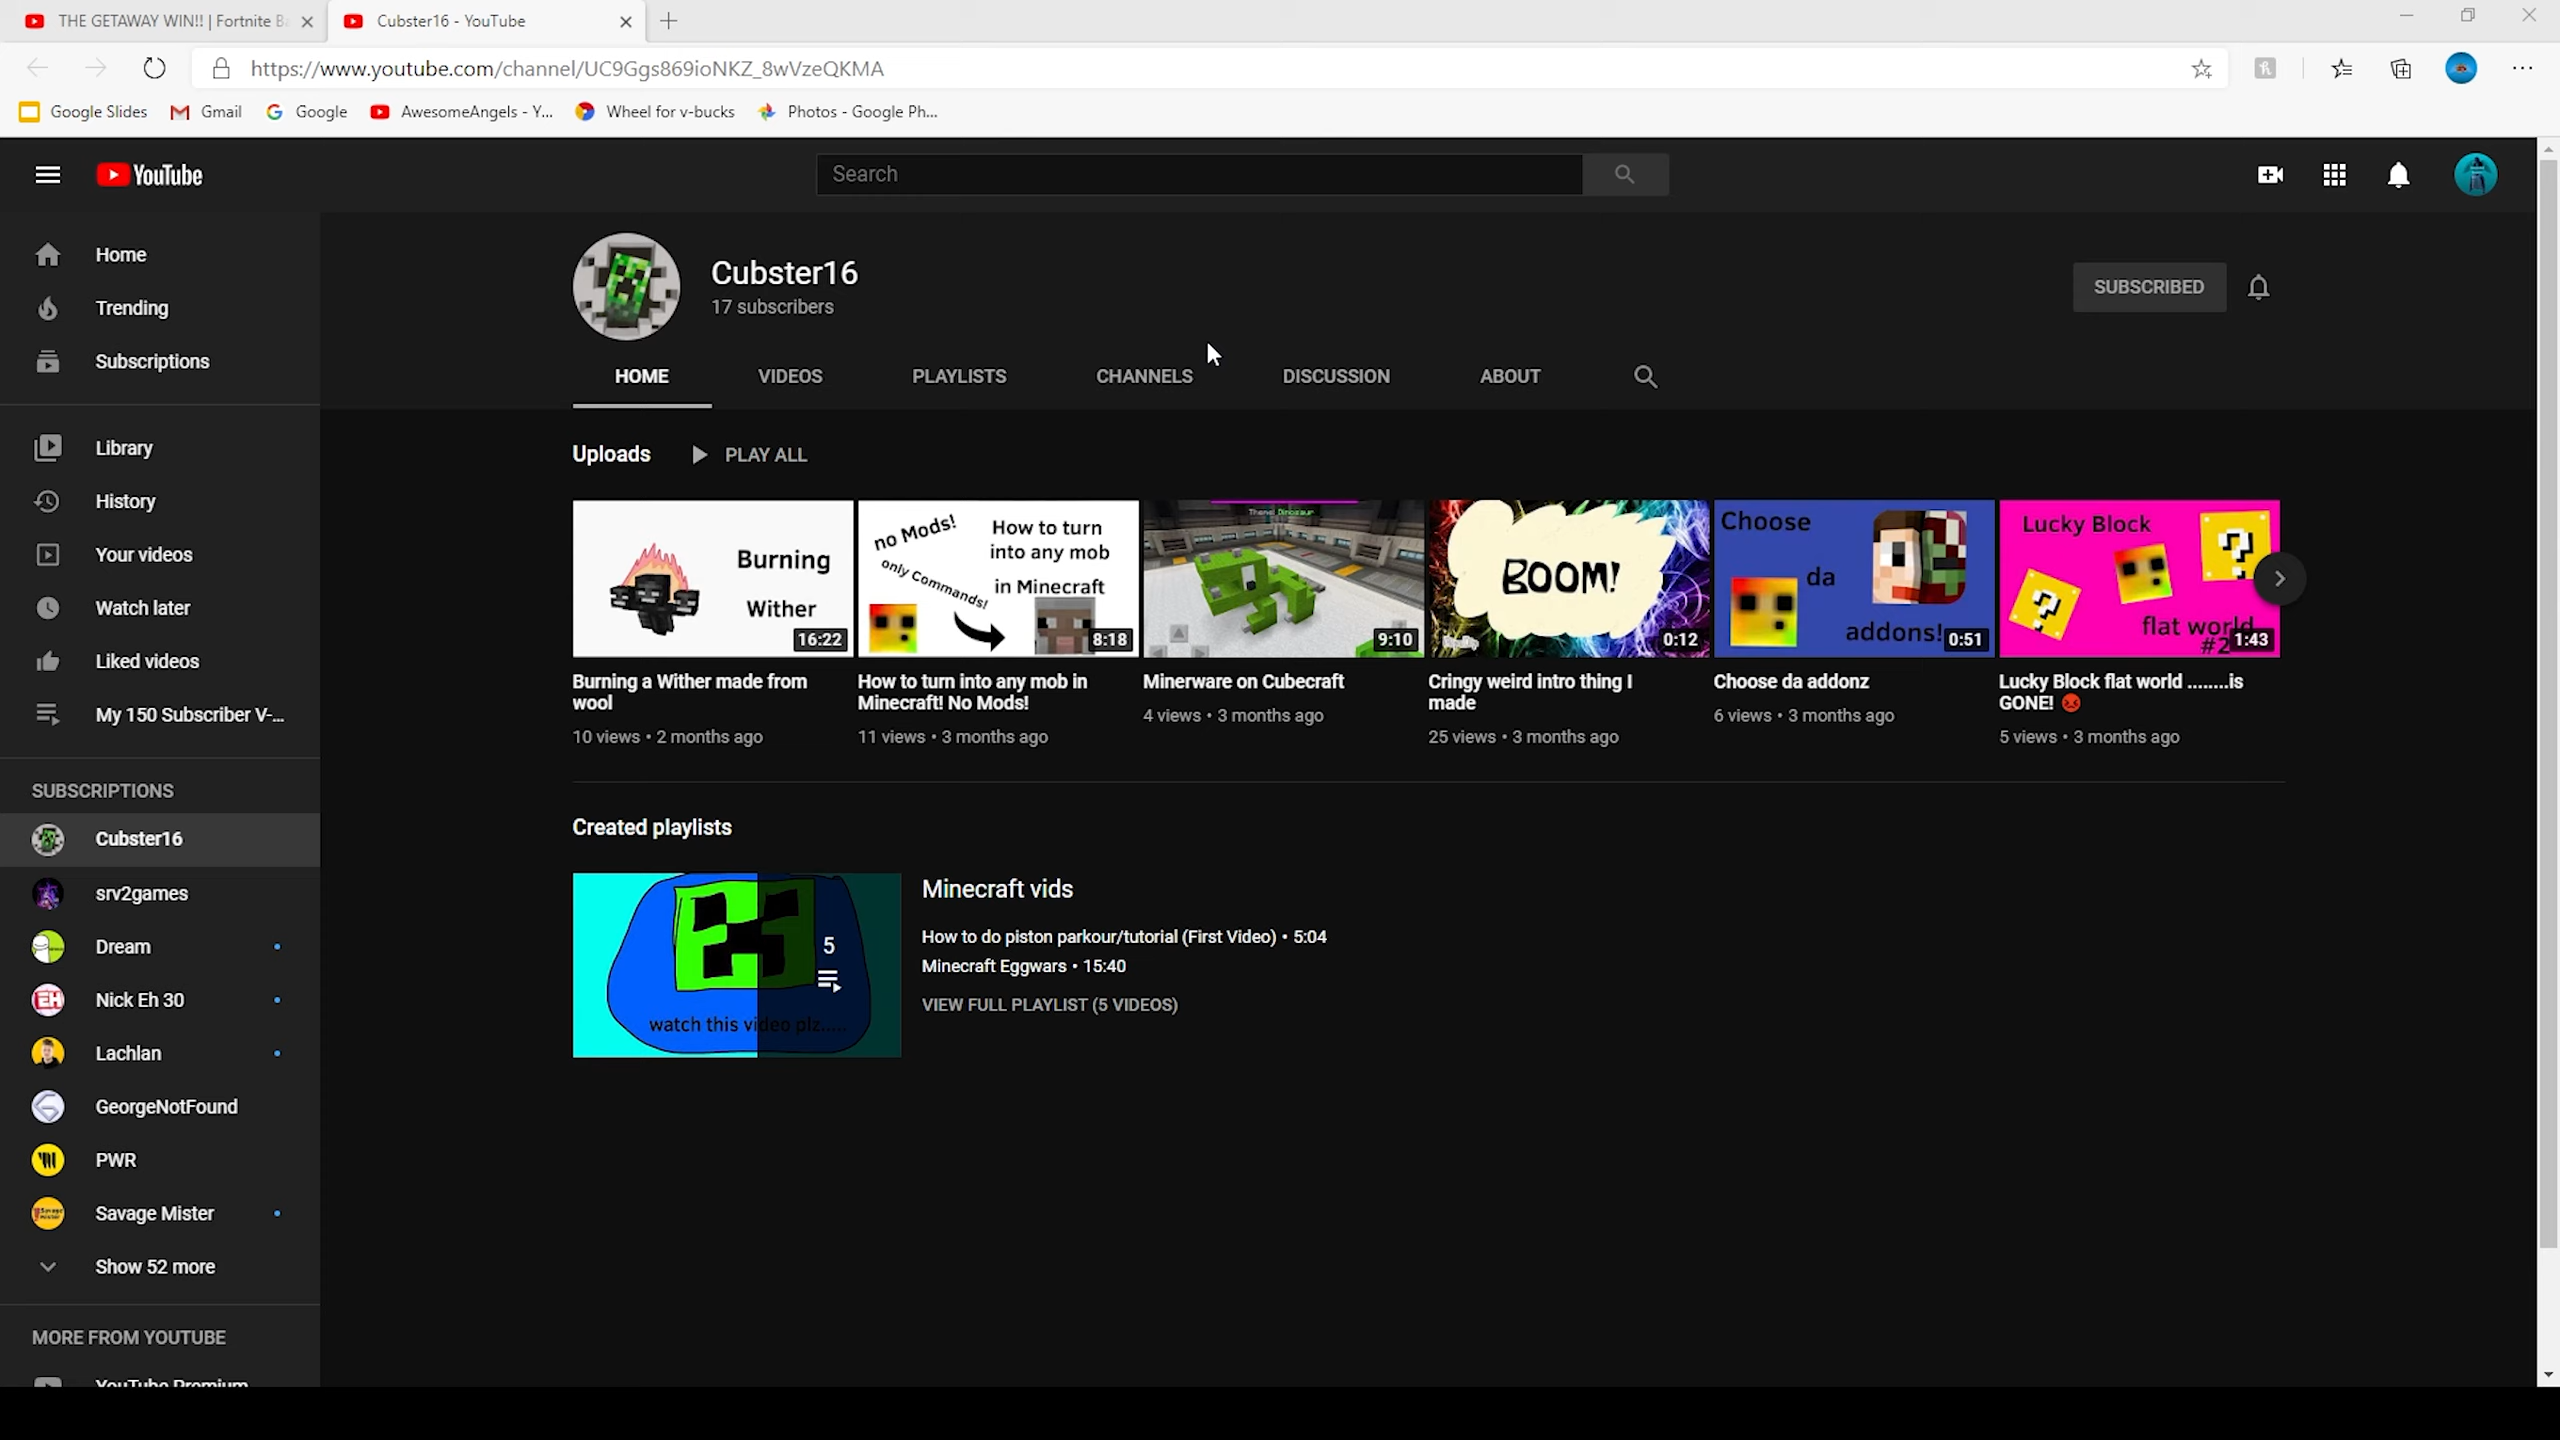 THE GETAWAY WIN!! | Fortnite Ba
Cubster16 - YouTube
https://www.youtube.com/channel/UC9Ggs869ioNKZ_8wVzeQKMA
Google Slides
Gmail
Google
AwesomeAngels - Y...
Wheel for v-bucks
Photos - Google Ph...
YouTube
Search
Home
Trending
Subscriptions
Library
History
Your videos
Watch later
Liked videos
My 150 Subscriber V-...
SUBSCRIPTIONS
Cubster16
srv2games
Dream
Nick Eh 30
Lachlan
GeorgeNotFound
PWR
Savage Mister
Show 52 more
MORE FROM YOUTUBE
YouTube Premium
Cubster16
17 subscribers
SUBSCRIBED
HOME
VIDEOS
PLAYLISTS
CHANNELS
DISCUSSION
ABOUT
Uploads
PLAY ALL
Burning
Wither
16:22
Burning a Wither made from
wool
10 views • 2 months ago
no Mods!
only Commands!
How to turn
into any mob
in Minecraft
8:18
How to turn into any mob in
Minecraft! No Mods!
11 views • 3 months ago
9:10
Minerware on Cubecraft
4 views • 3 months ago
BOOM!
0:12
Cringy weird intro thing I
made
25 views • 3 months ago
Choose
da
addons!
0:51
Choose da addonz
6 views • 3 months ago
Lucky Block
flat world
#2
1:43
Lucky Block flat world ........is
GONE! 😡
5 views • 3 months ago
Created playlists
5
watch this video plz.....
Minecraft vids
How to do piston parkour/tutorial (First Video) • 5:04
Minecraft Eggwars • 15:40
VIEW FULL PLAYLIST (5 VIDEOS)